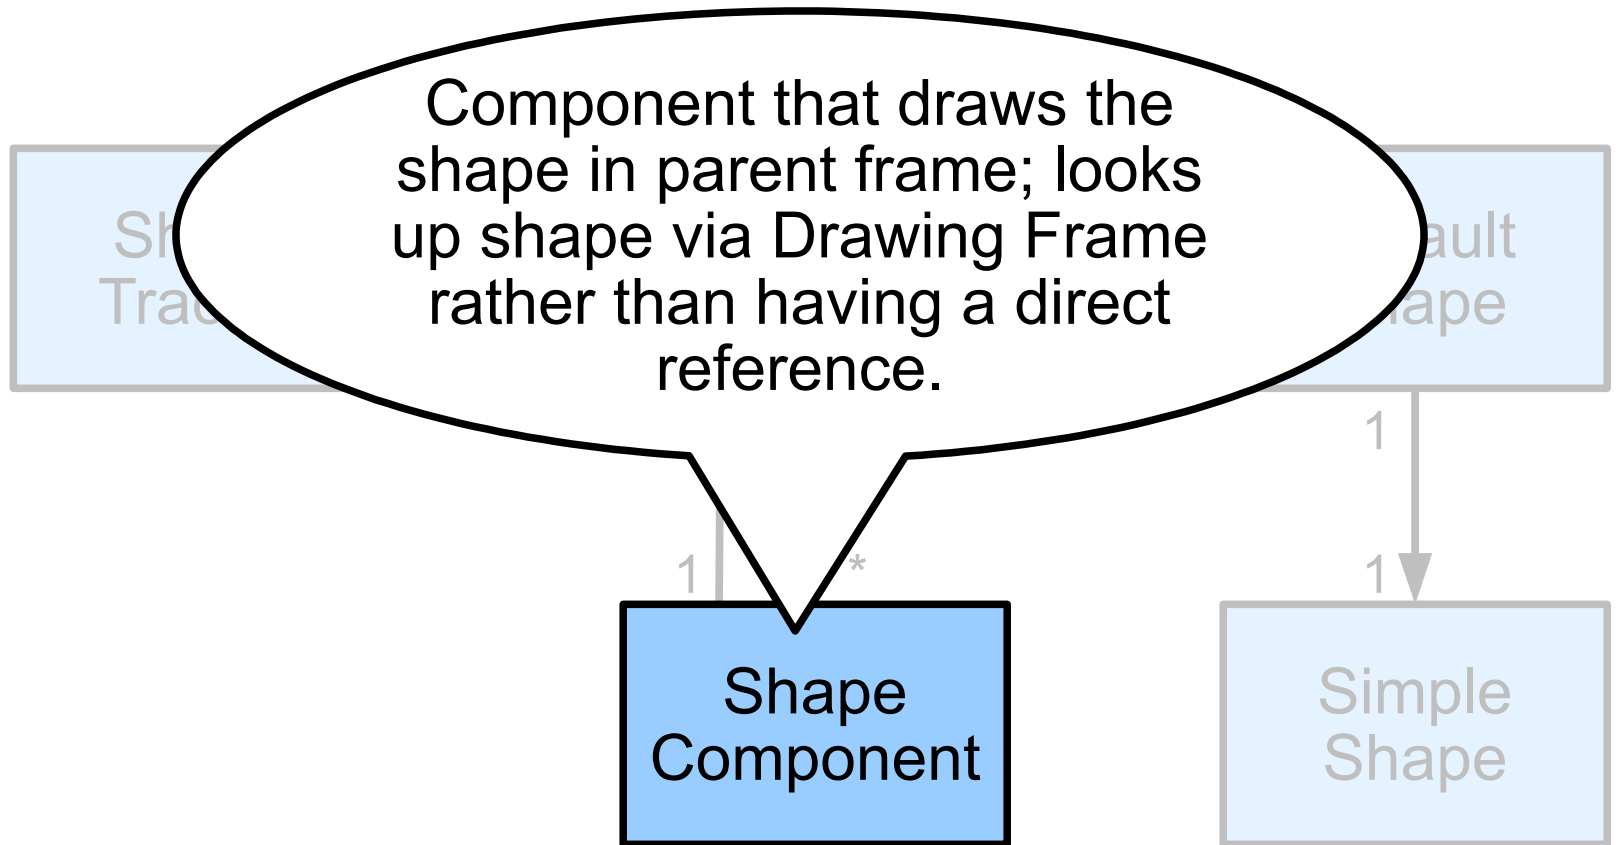 Component that draws the
shape in parent frame; looks
up shape via Drawing Frame
rather than having a direct
reference.
1
1
*
1
Shape
Component
Simple
Shape